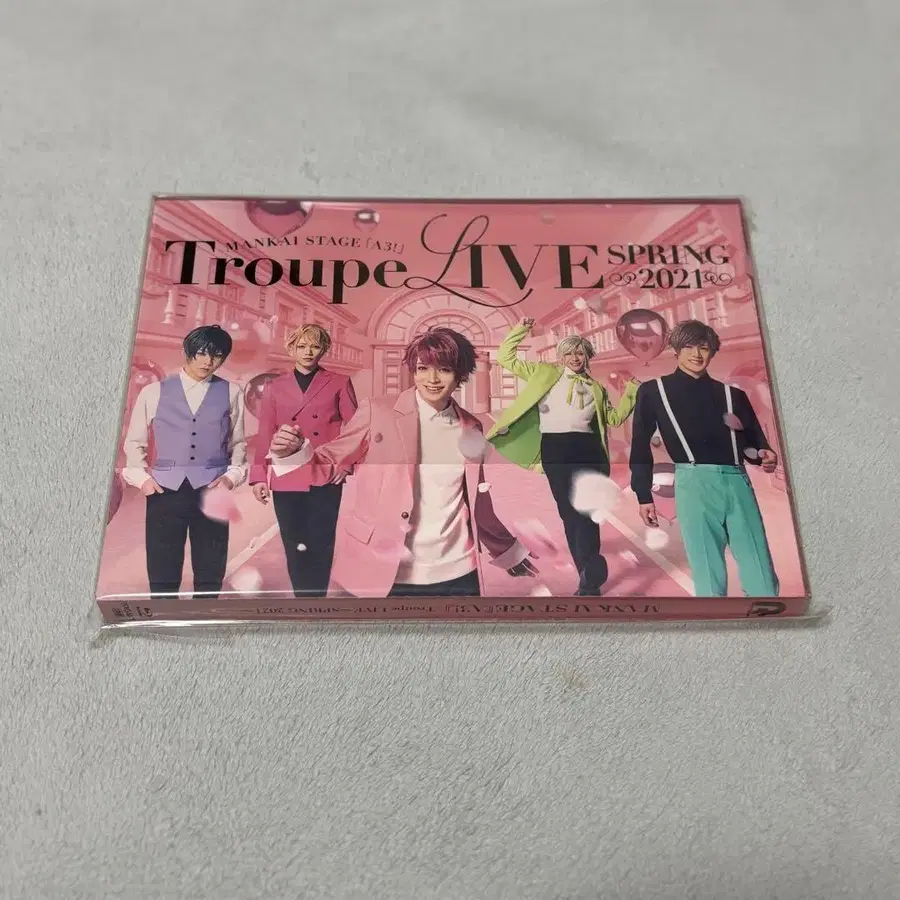 MANKAI STAGE『A3!』
Troupe LIVE
SPRING
2021
MANKAI STAGE『A3!』Troupe LIVE ~SPRING 2021~